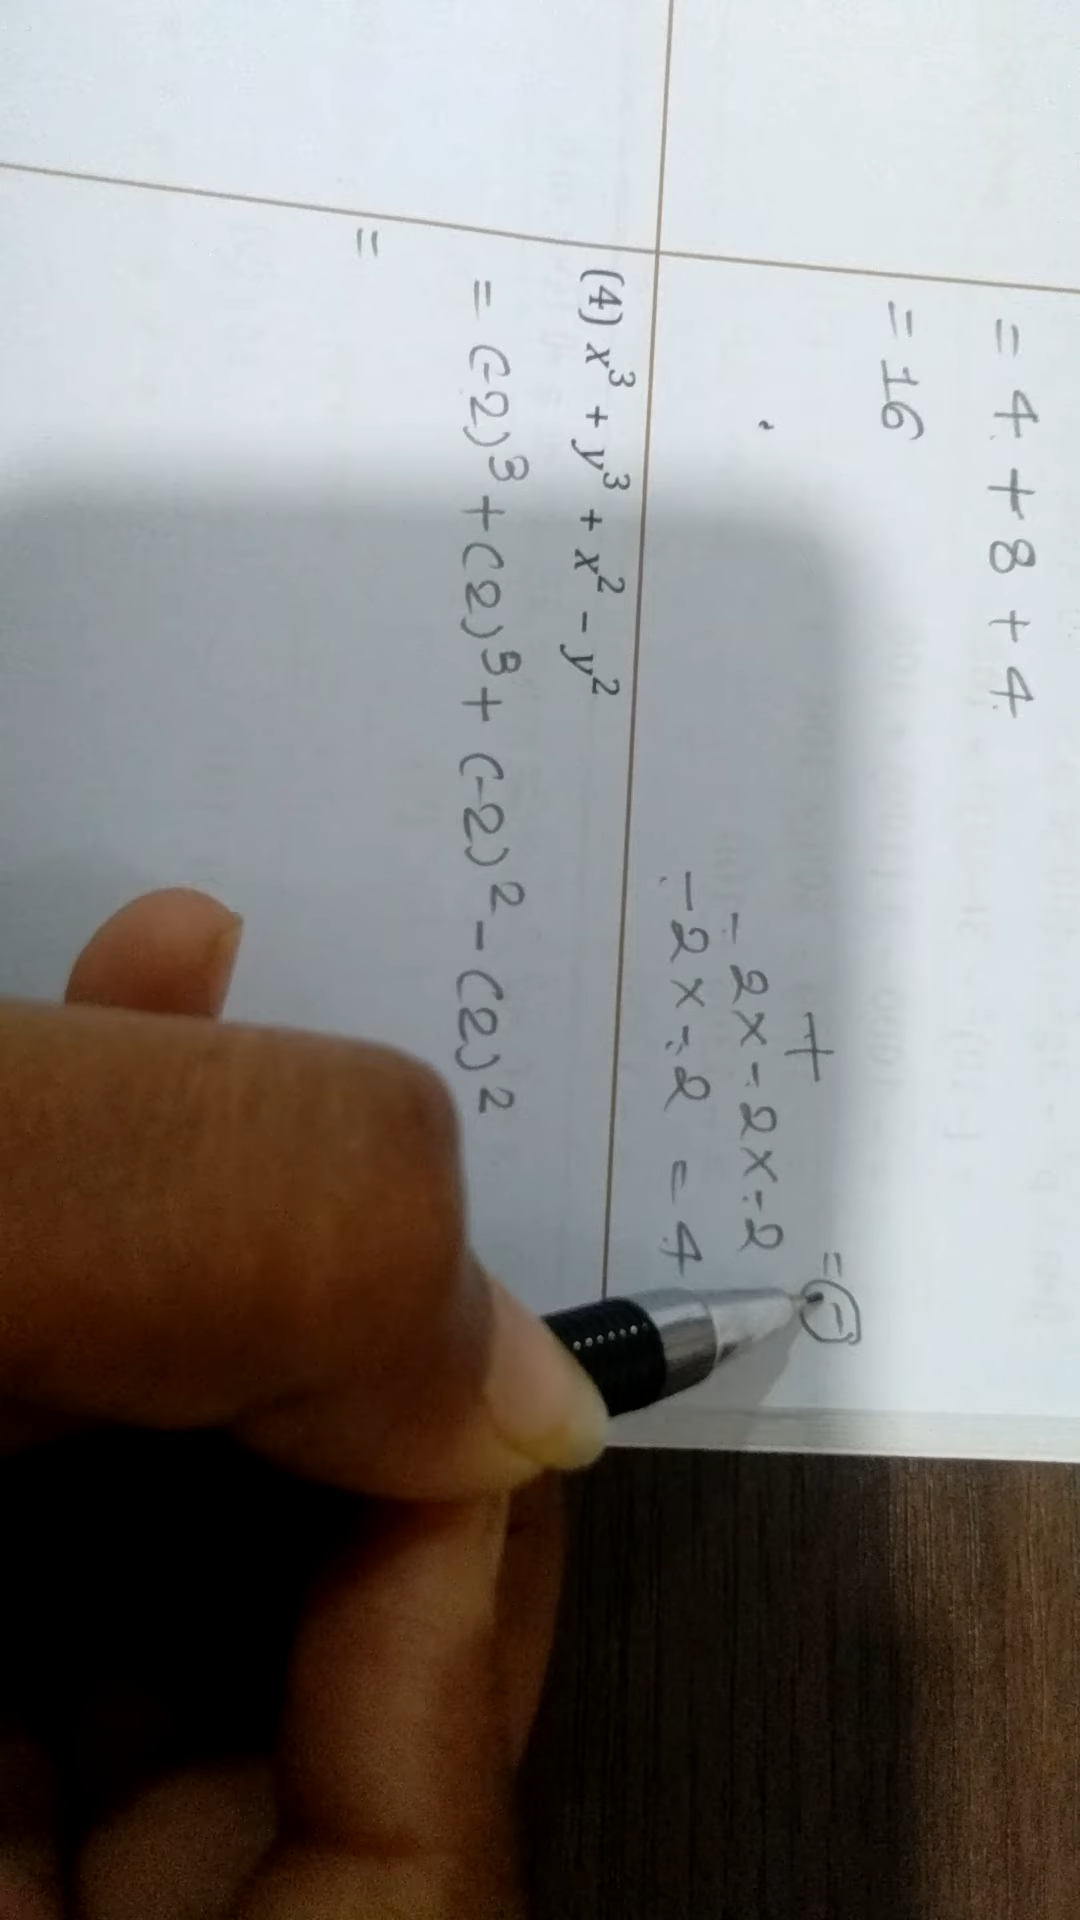 = 4 + 8 + 4
= 16
= -
+
- 2 x - 2 x - 2
- 2 x - 2 = 4
(4) x³ + y³ + x² - y²
= (-2)³ + (2)³ + (-2)² - (2)²
=